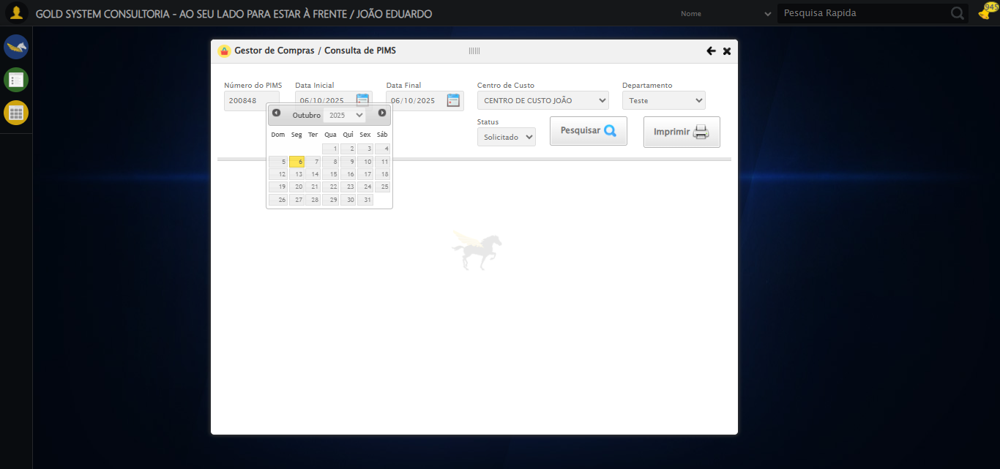 GOLD SYSTEM CONSULTORIA - AO SEU LADO PARA ESTAR À FRENTE / JOÃO EDUARDO
Nome
Pesquisa Rapida
945
Gestor de Compras / Consulta de PIMS
Número do PIMS Data Inicial Data Final Centro de Custo Departamento
200848 06/10/2025 06/10/2025 CENTRO DE CUSTO JOÃO Teste
Outubro 2025
Status
Solicitado Pesquisar Imprimir
Dom Seg Ter Qua Qui Sex Sáb
1 2 3 4
5 6 7 8 9 10 11
12 13 14 15 16 17 18
19 20 21 22 23 24 25
26 27 28 29 30 31